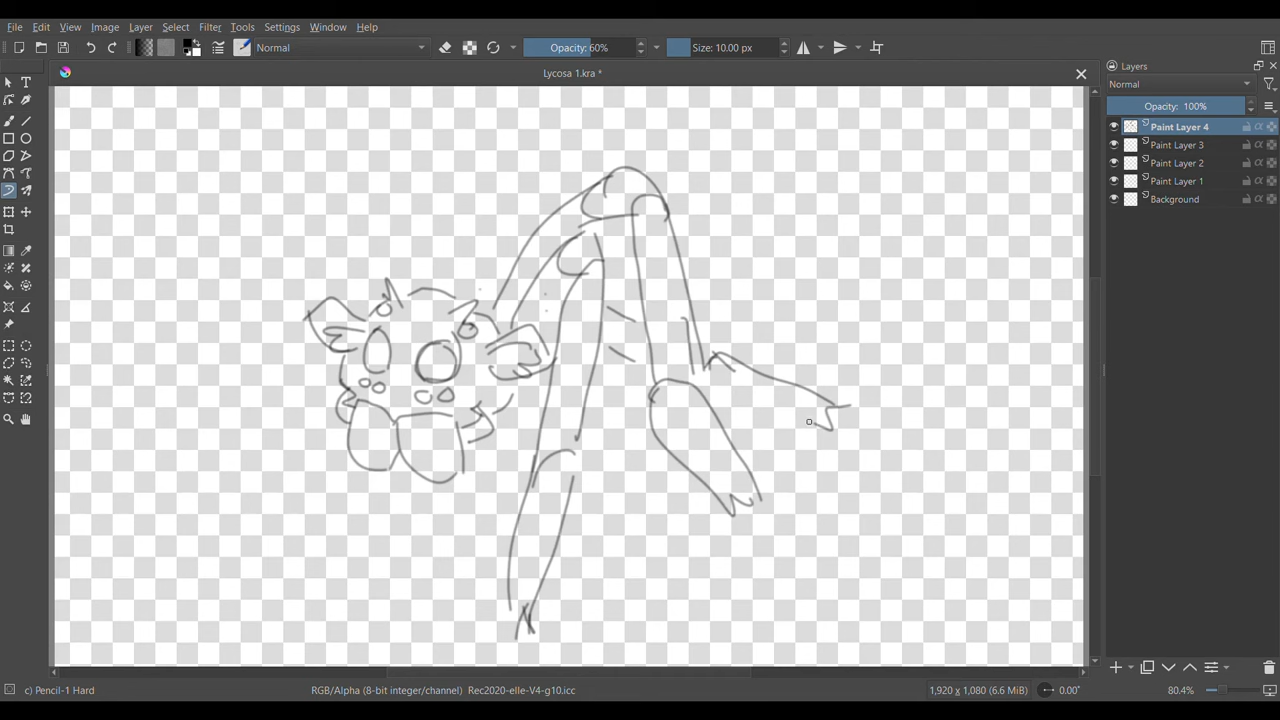 File Edit View Image Layer Select Filter Tools Settings Window Help
Normal Opacity: 60% Size: 10.00 px
Lycosa 1.kra *
Layers
Normal
Opacity: 100%
Paint Layer 4
Paint Layer 3
Paint Layer 2
Paint Layer 1
Background
c) Pencil-1 Hard RGB/Alpha (8-bit integer/channel) Rec2020-elle-V4-g10.icc 1,920 x 1,080 (6.6 MiB) 0.00° 80.4%